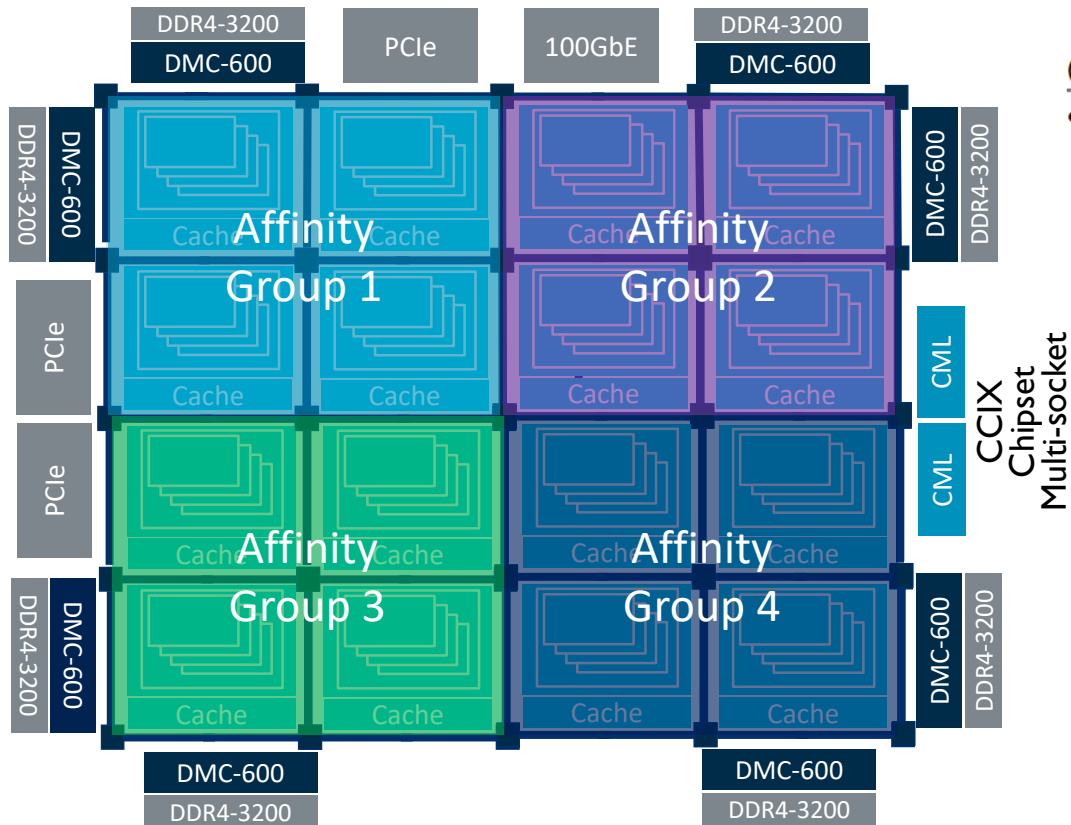 DDR4-3200
DMC-600
PCIe
100GbE
DDR4-3200
DMC-600
DDR4-3200
DMC-600
Cache
Cache
Cache
Cache
Affinity
Group 1
Affinity
Group 2
DMC-600
DDR4-3200
PCIe
Cache
Cache
Cache
Cache
CML
PCIe
Cache
Cache
Cache
Cache
CML
CCIX
Chipset
Multi-socket
Affinity
Group 3
Affinity
Group 4
DDR4-3200
DMC-600
Cache
Cache
Cache
Cache
DMC-600
DDR4-3200
DMC-600
DDR4-3200
DMC-600
DDR4-3200